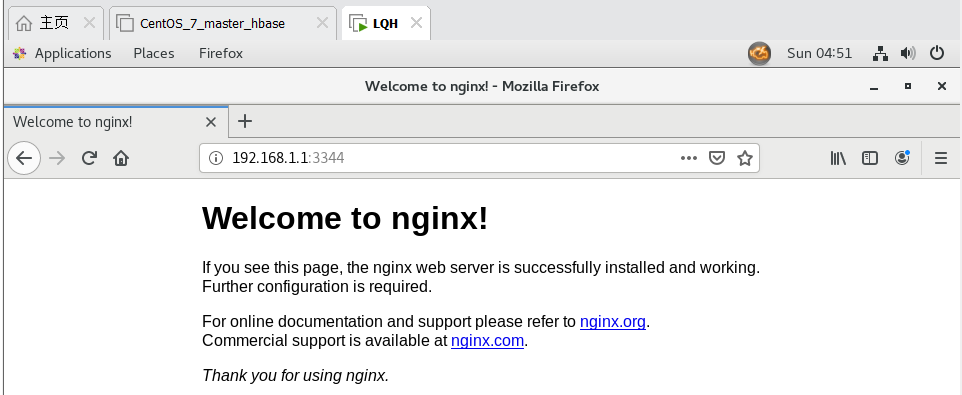 主页
CentOS_7_master_hbase
LQH
Applications Places Firefox
Sun 04:51
Welcome to nginx! - Mozilla Firefox
Welcome to nginx!
192.168.1.1:3344
Welcome to nginx!
If you see this page, the nginx web server is successfully installed and working.
Further configuration is required.
For online documentation and support please refer to nginx.org.
Commercial support is available at nginx.com.
Thank you for using nginx.